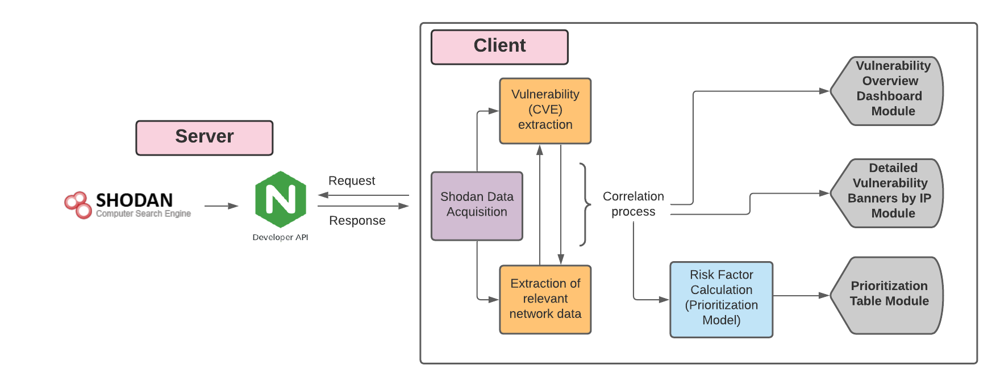 Server
SHODAN
Computer Search Engine
N
Developer API
Request
Response
Client
Shodan Data
Acquisition
Vulnerability
(CVE)
extraction
Extraction of
relevant
network data
Correlation
process
Risk Factor
Calculation
(Prioritization
Model)
Vulnerability
Overview
Dashboard
Module
Detailed
Vulnerability
Banners by IP
Module
Prioritization
Table Module